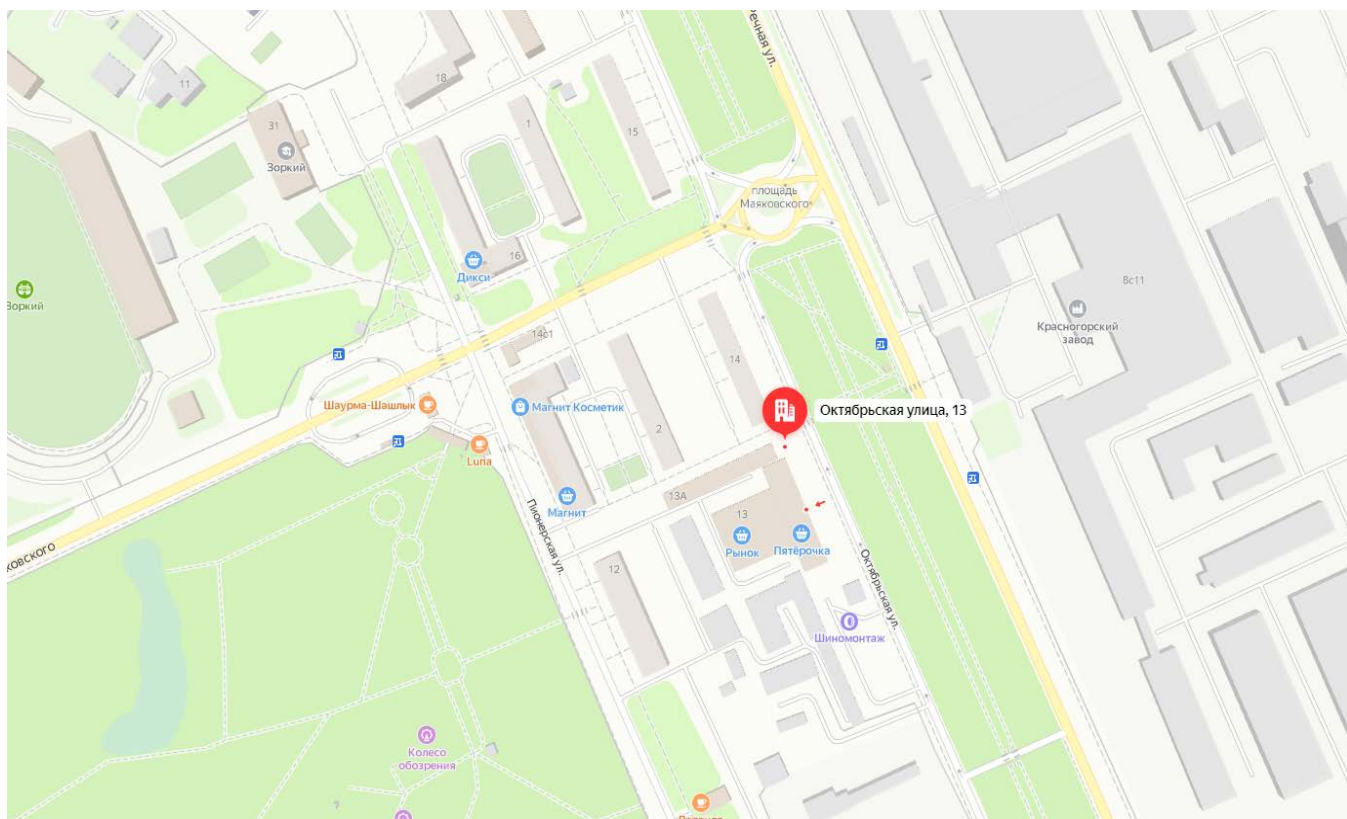 речная ул.
18
11
1
31
15
Зоркий
площадь
Маяковского
16
Дикси
8с11
Зоркий
Красногорский
завод
14с1
14
Шаурма-Шашлык
Магнит Косметик
Октябрьская улица, 13
2
Luna
13А
Магнит
13
Пионерская ул.
Рынок
Пятёрочка
ковского
12
Октябрьская ул.
Шиномонтаж
Колесо
обозрения